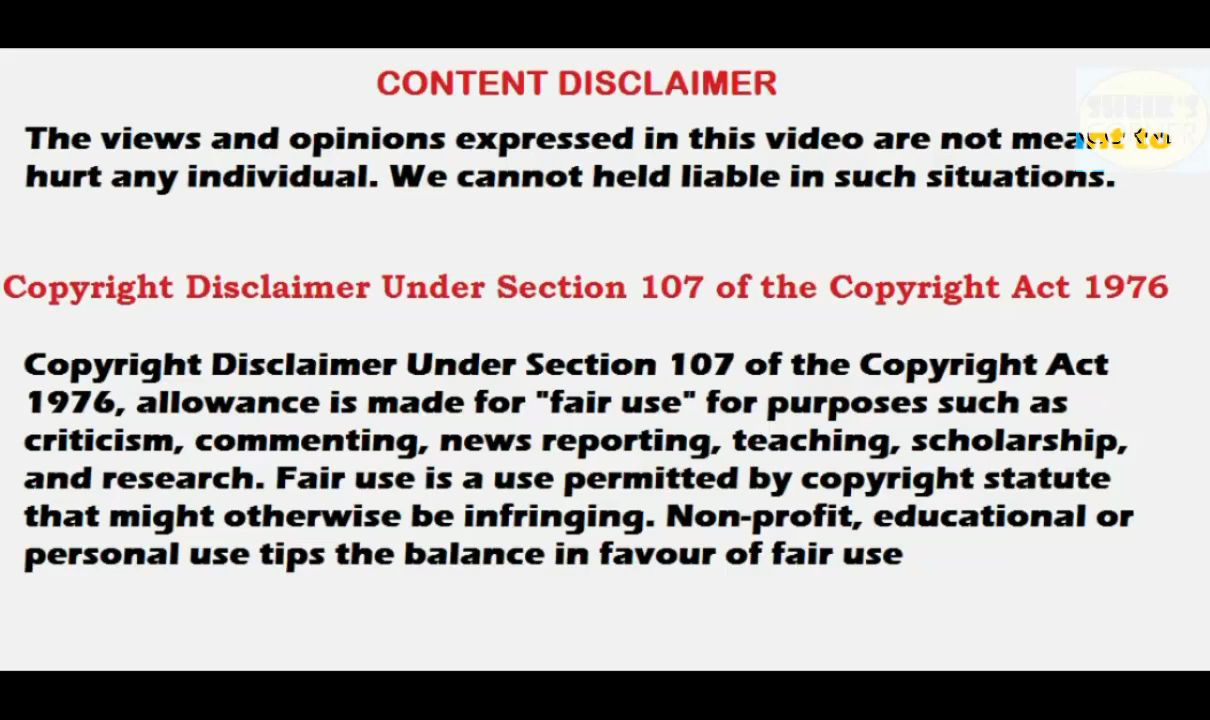 CONTENT DISCLAIMER
SHEIK'S
The views and opinions expressed in this video are not meant to
hurt any individual. We cannot held liable in such situations.
Copyright Disclaimer Under Section 107 of the Copyright Act 1976
Copyright Disclaimer Under Section 107 of the Copyright Act
1976, allowance is made for "fair use" for purposes such as
criticism, commenting, news reporting, teaching, scholarship,
and research. Fair use is a use permitted by copyright statute
that might otherwise be infringing. Non-profit, educational or
personal use tips the balance in favour of fair use